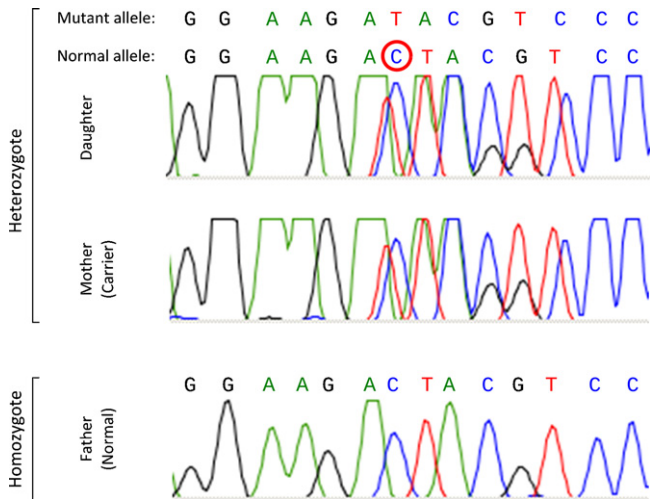 Mutant allele: G G A A G A T A C G T C C C
Normal allele: G G A A G A C T A C G T C C
Heterozygote
Daughter
Mother
(Carrier)
Homozygote
Father
(Normal)
G G A A G A C T A C G T C C